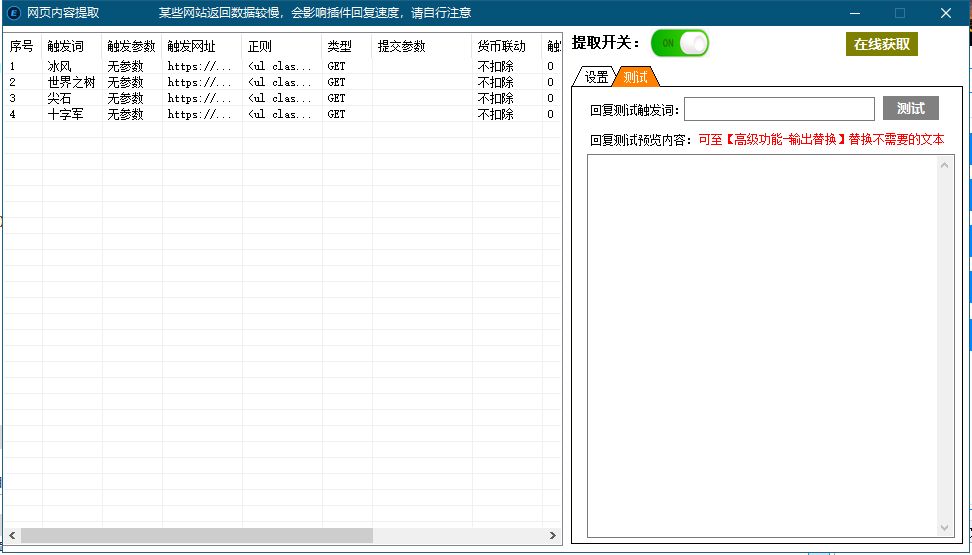 网页内容提取 某些网站返回数据较慢，会影响插件回复速度，请自行注意
序号 触发词 触发参数 触发网址 正则 类型 提交参数 货币联动
1 冰风 无参数 https://... <ul clas... GET 不扣除 0
2 世界之树 无参数 https://... <ul clas... GET 不扣除 0
3 尖石 无参数 https://... <ul clas... GET 不扣除 0
4 十字军 无参数 https://... <ul clas... GET 不扣除 0
提取开关： ON 在线获取
设置 测试
回复测试触发词： 测试
回复测试预览内容： 可至【高级功能-输出替换】替换不需要的文本